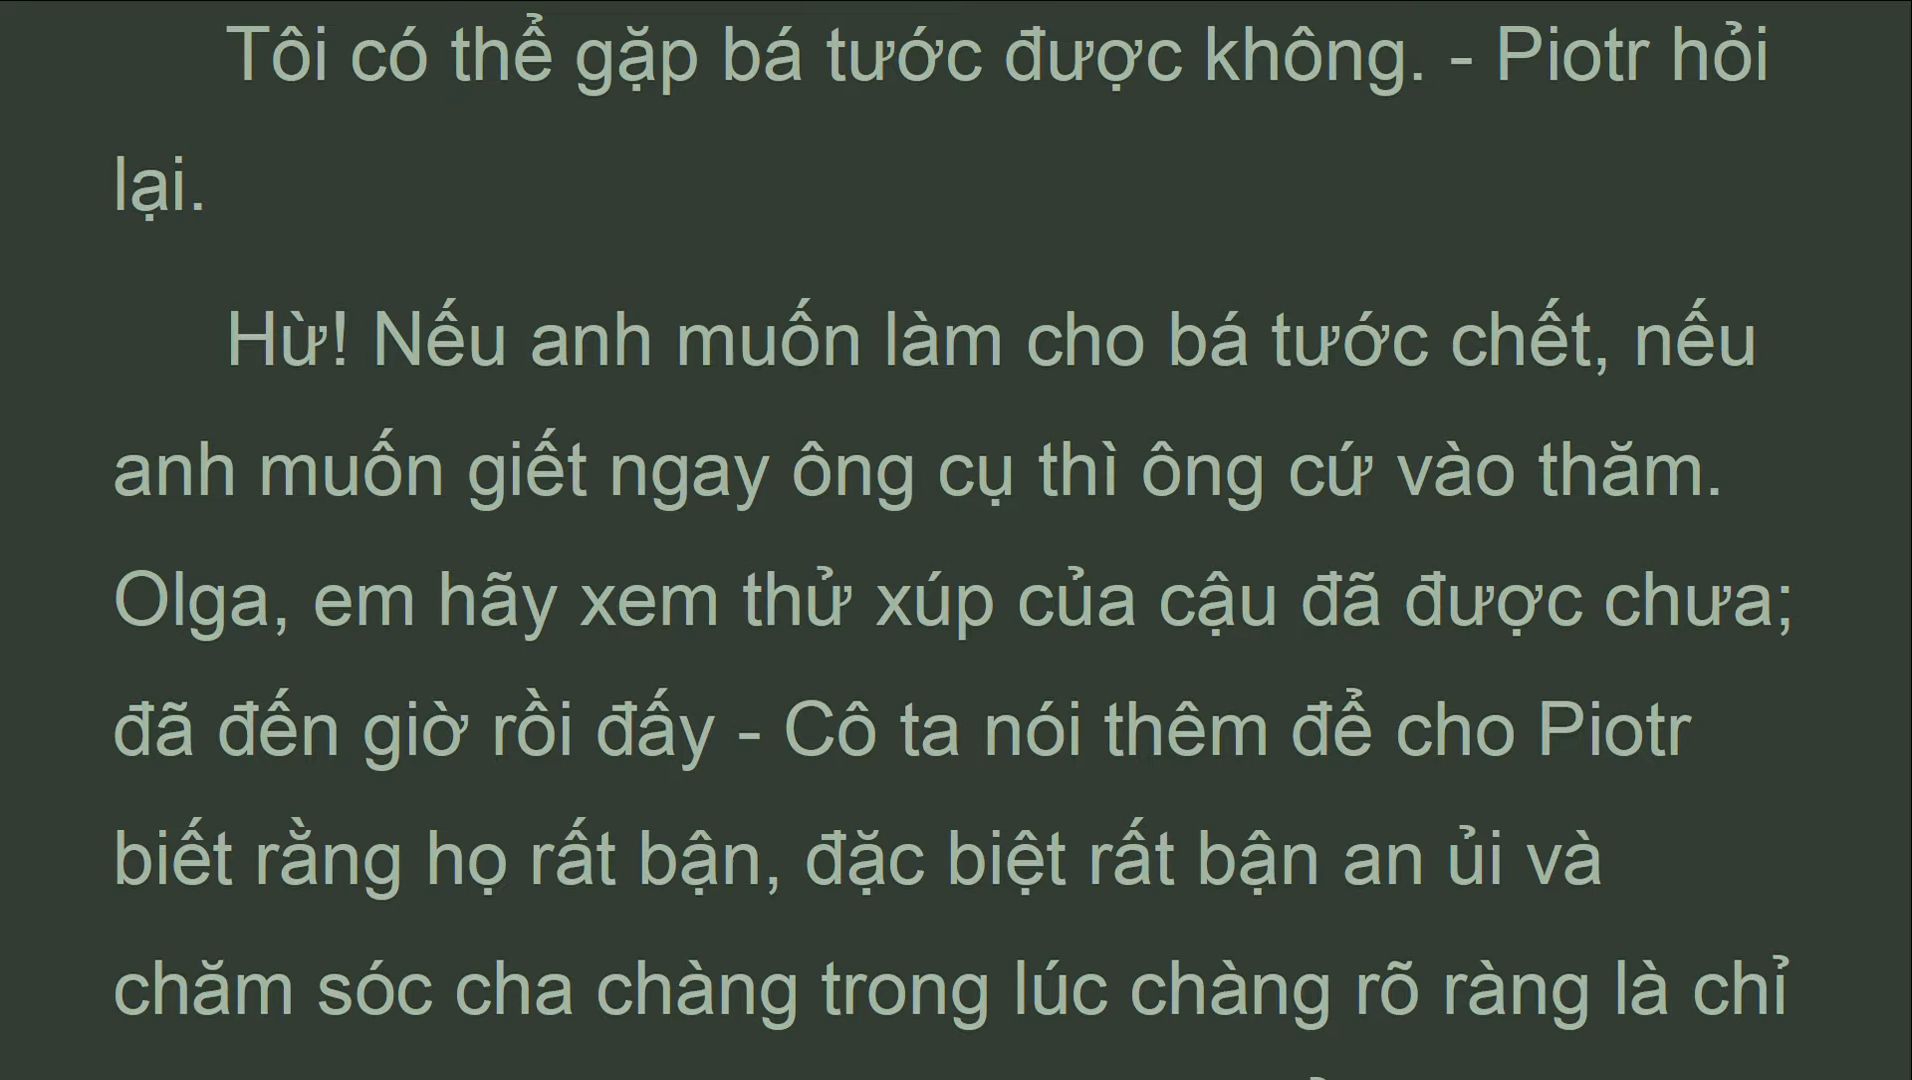 Tôi có thể gặp bá tước được không. - Piotr hỏi
lại.
Hừ! Nếu anh muốn làm cho bá tước chết, nếu
anh muốn giết ngay ông cụ thì ông cứ vào thăm.
Olga, em hãy xem thử xúp của cậu đã được chưa;
đã đến giờ rồi đấy - Cô ta nói thêm để cho Piotr
biết rằng họ rất bận, đặc biệt rất bận an ủi và
chăm sóc cha chàng trong lúc chàng rõ ràng là chỉ